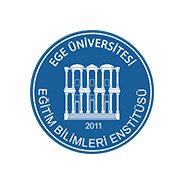 EGE ÜNİVERSİTESİ
2011
EĞİTİM BİLİMLERİ ENSTİTÜSÜ